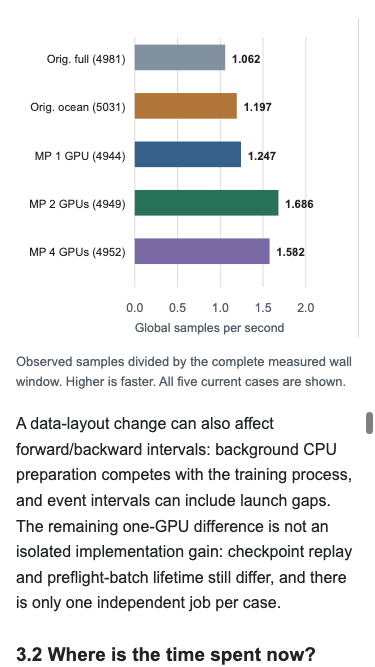 Orig. full (4981) 1.062
Orig. ocean (5031) 1.197
MP 1 GPU (4944) 1.247
MP 2 GPUs (4949) 1.686
MP 4 GPUs (4952) 1.582
0.0 0.5 1.0 1.5 2.0
Global samples per second
Observed samples divided by the complete measured wall
window. Higher is faster. All five current cases are shown.
A data-layout change can also affect
forward/backward intervals: background CPU
preparation competes with the training process,
and event intervals can include launch gaps.
The remaining one-GPU difference is not an
isolated implementation gain: checkpoint replay
and preflight-batch lifetime still differ, and there
is only one independent job per case.
3.2 Where is the time spent now?